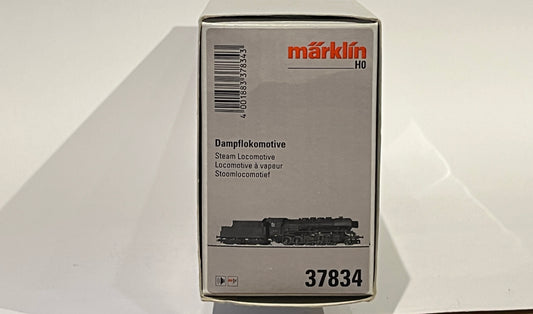 märklin
H0
4 001883 378343
Dampflokomotive
Steam Locomotive
Locomotive à vapeur
Stoomlocomotief
37834